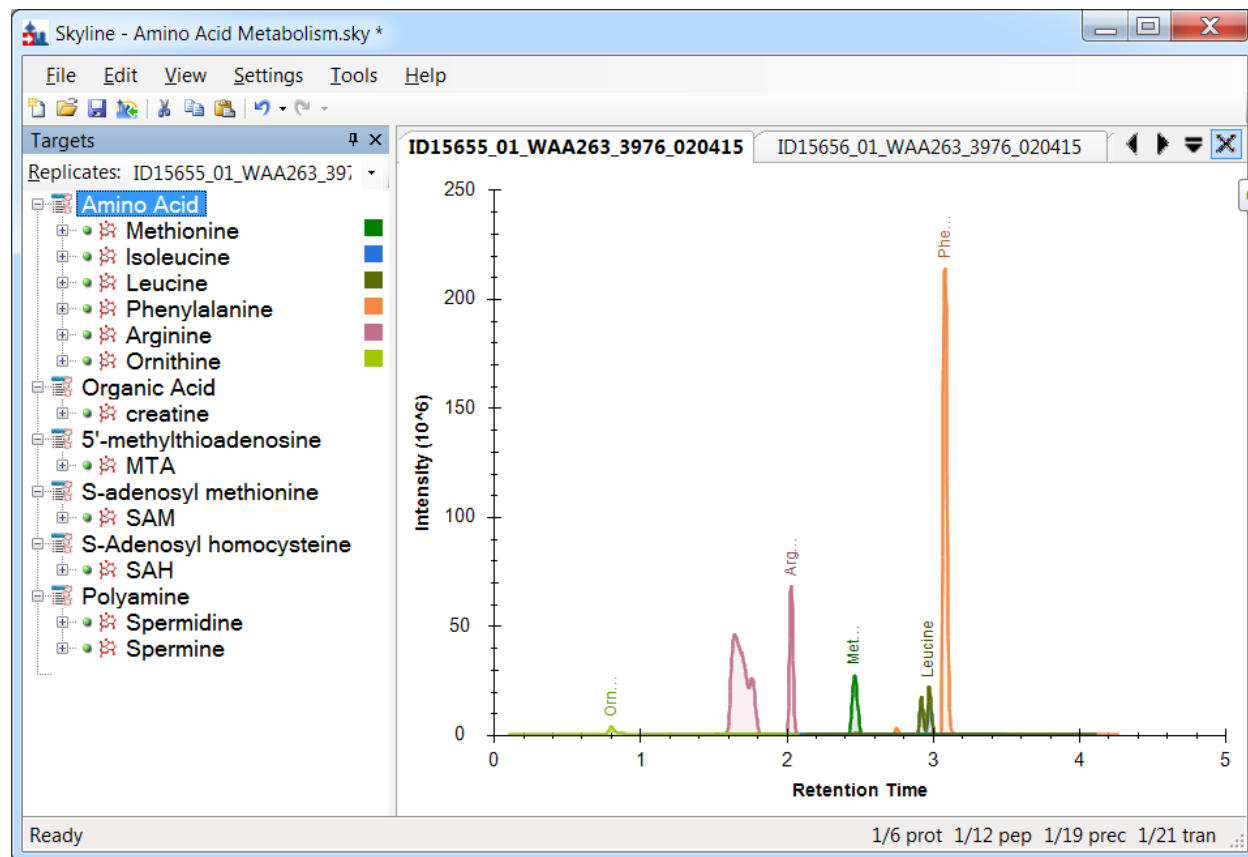 Skyline - Amino Acid Metabolism.sky *
File Edit View Settings Tools Help
Targets
Replicates: ID15655_01_WAA263_397
Amino Acid
Methionine
Isoleucine
Leucine
Phenylalanine
Arginine
Ornithine
Organic Acid
creatine
5'-methylthioadenosine
MTA
S-adenosyl methionine
SAM
S-Adenosyl homocysteine
SAH
Polyamine
Spermidine
Spermine
ID15655_01_WAA263_3976_020415 ID15656_01_WAA263_3976_020415
250
200
150
100
50
0
Intensity (10^6)
Orn...
Arg...
Met...
Leucine
Phe...
0 1 2 3 4 5
Retention Time
Ready 1/6 prot 1/12 pep 1/19 prec 1/21 tran